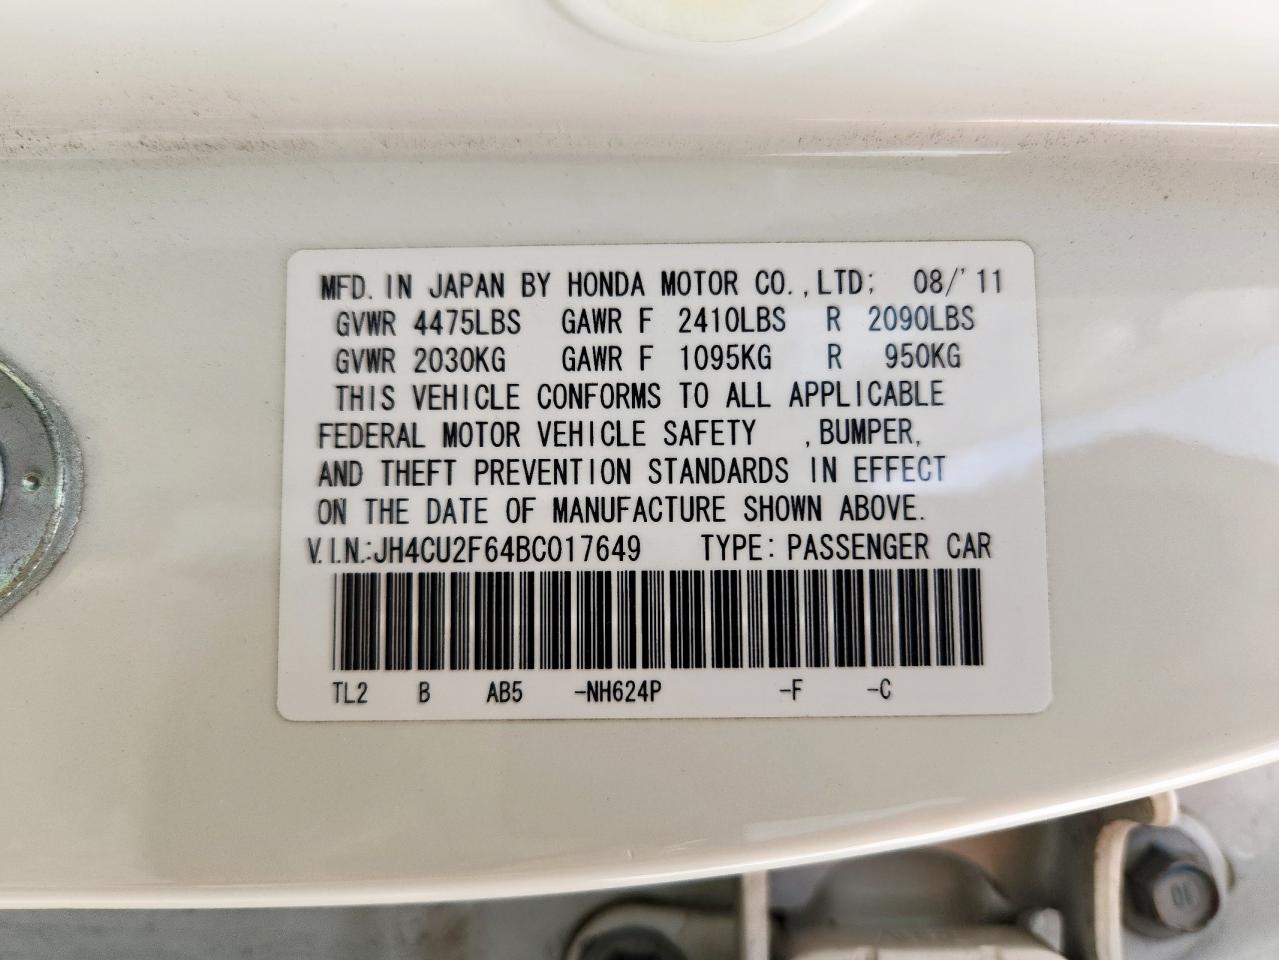 MFD. IN JAPAN BY HONDA MOTOR CO.,LTD; 08/'11
GVWR 4475LBS GAWR F 2410LBS R 2090LBS
GVWR 2030KG GAWR F 1095KG R 950KG
THIS VEHICLE CONFORMS TO ALL APPLICABLE
FEDERAL MOTOR VEHICLE SAFETY ,BUMPER,
AND THEFT PREVENTION STANDARDS IN EFFECT
ON THE DATE OF MANUFACTURE SHOWN ABOVE.
V.I.N.:JH4CU2F64BC017649 TYPE: PASSENGER CAR
TL2 B AB5 -NH624P -F -C